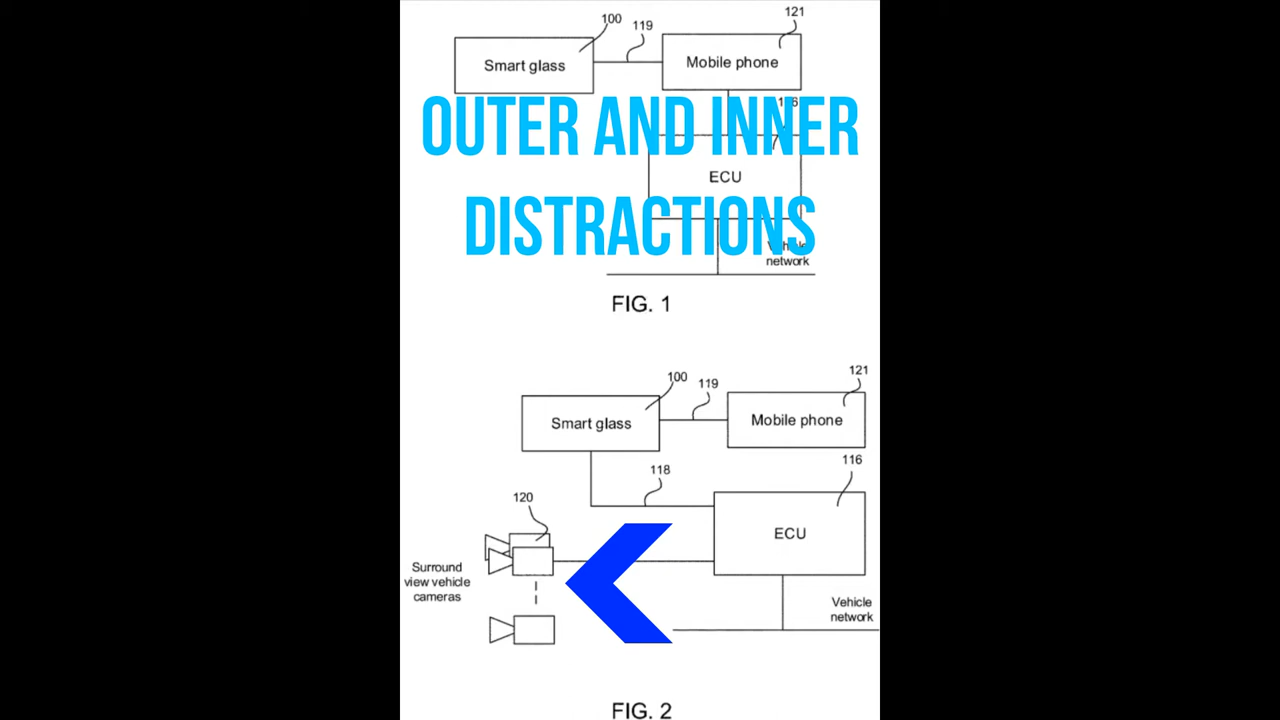 100
119
121
Smart glass
Mobile phone
OUTER AND INNER
ECU
DISTRACTIONS
Vehicle
network
FIG. 1
100
119
121
Smart glass
Mobile phone
116
118
120
ECU
Surround
view vehicle
cameras
Vehicle
network
FIG. 2